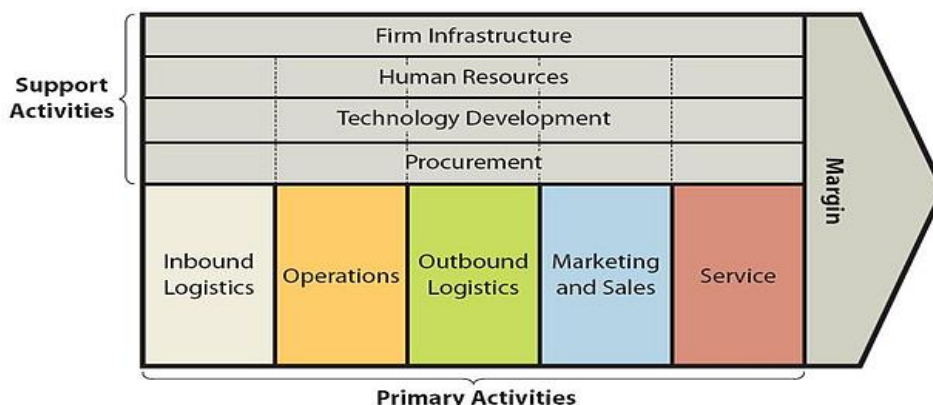 Firm Infrastructure
Human Resources
Support
Activities
Technology Development
Procurement
Margin
Inbound
Logistics
Operations
Outbound
Logistics
Marketing
and Sales
Service
Primary Activities